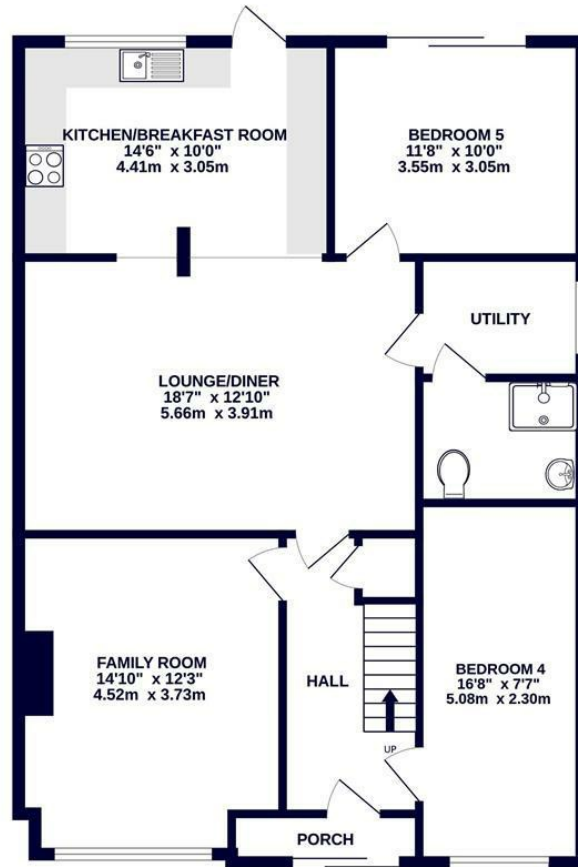 KITCHEN/BREAKFAST ROOM
14'6" x 10'0"
4.41m x 3.05m
BEDROOM 5
11'8" x 10'0"
3.55m x 3.05m
UTILITY
LOUNGE/DINER
18'7" x 12'10"
5.66m x 3.91m
FAMILY ROOM
14'10" x 12'3"
4.52m x 3.73m
HALL
BEDROOM 4
16'8" x 7'7"
5.08m x 2.30m
UP
PORCH